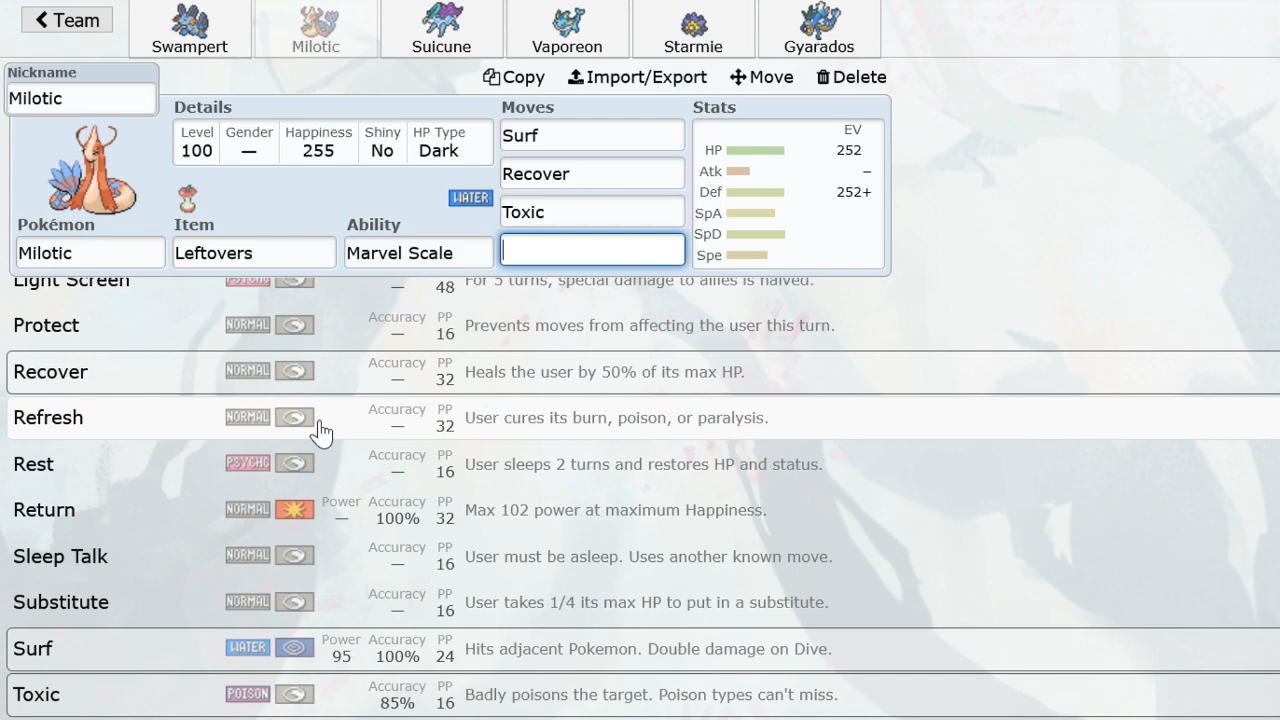 Team
Swampert
Milotic
Suicune
Vaporeon
Starmie
Gyarados
Copy Import/Export Move Delete
Nickname
Milotic
Details
Level Gender Happiness Shiny HP Type
100 — 255 No Dark
WATER
Pokémon Item Ability
Milotic Leftovers Marvel Scale
Moves
Surf
Recover
Toxic
Stats
EV
HP 252
Atk –
Def 252+
SpA
SpD
Spe
Light Screen PSYCHC — 48 For 5 turns, special damage to allies is halved.
Accuracy PP
Protect NORMAL — 16 Prevents moves from affecting the user this turn.
Accuracy PP
Recover NORMAL — 32 Heals the user by 50% of its max HP.
Accuracy PP
Refresh NORMAL — 32 User cures its burn, poison, or paralysis.
Accuracy PP
Rest PSYCHC — 16 User sleeps 2 turns and restores HP and status.
Power Accuracy PP
Return NORMAL — 100% 32 Max 102 power at maximum Happiness.
Accuracy PP
Sleep Talk NORMAL — 16 User must be asleep. Uses another known move.
Accuracy PP
Substitute NORMAL — 16 User takes 1/4 its max HP to put in a substitute.
Power Accuracy PP
Surf WATER 95 100% 24 Hits adjacent Pokemon. Double damage on Dive.
Accuracy PP
Toxic POISON 85% 16 Badly poisons the target. Poison types can't miss.